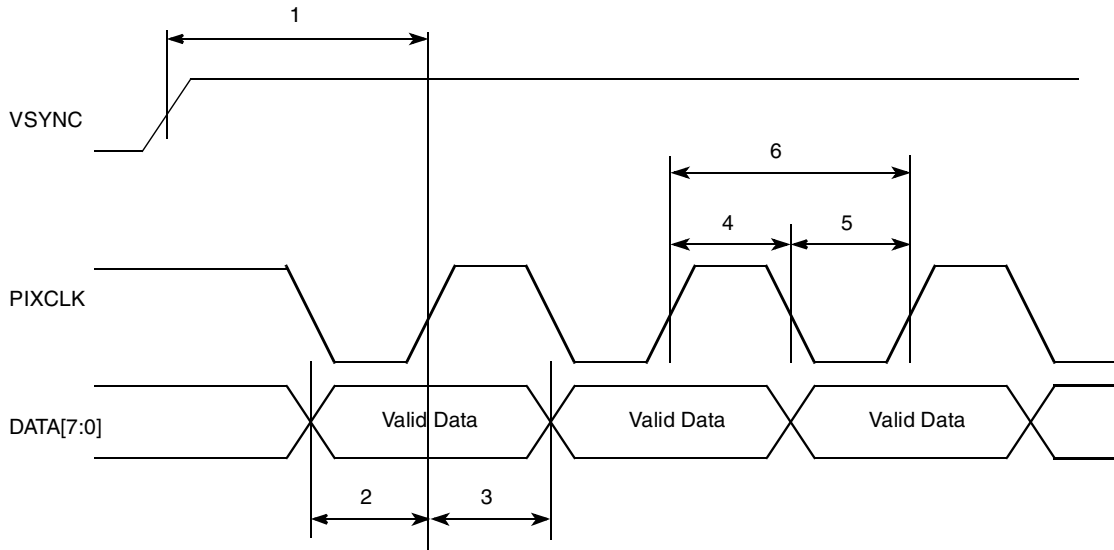 1
VSYNC
6
4
5
PIXCLK
DATA[7:0]
Valid Data
Valid Data
Valid Data
2
3